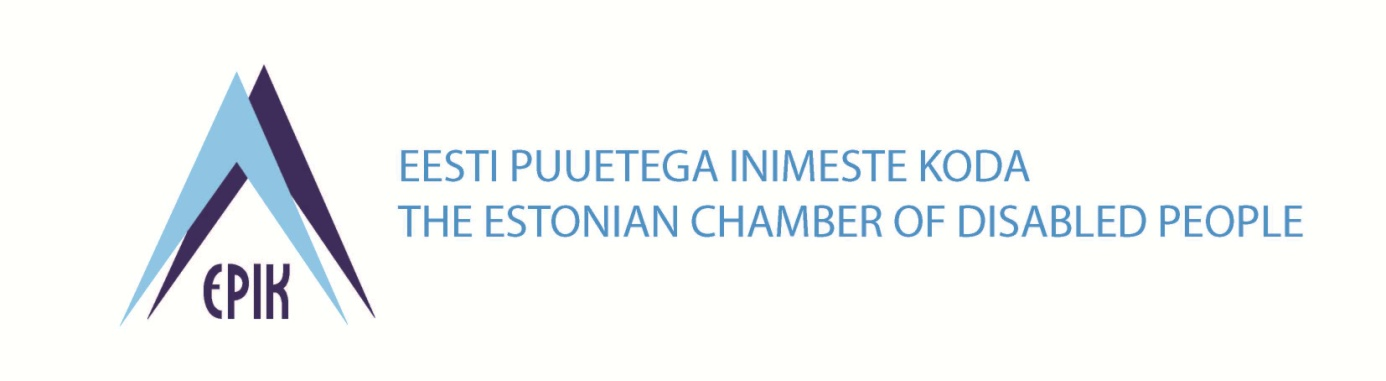 EPIK
EESTI PUUETEGA INIMESTE KODA
THE ESTONIAN CHAMBER OF DISABLED PEOPLE